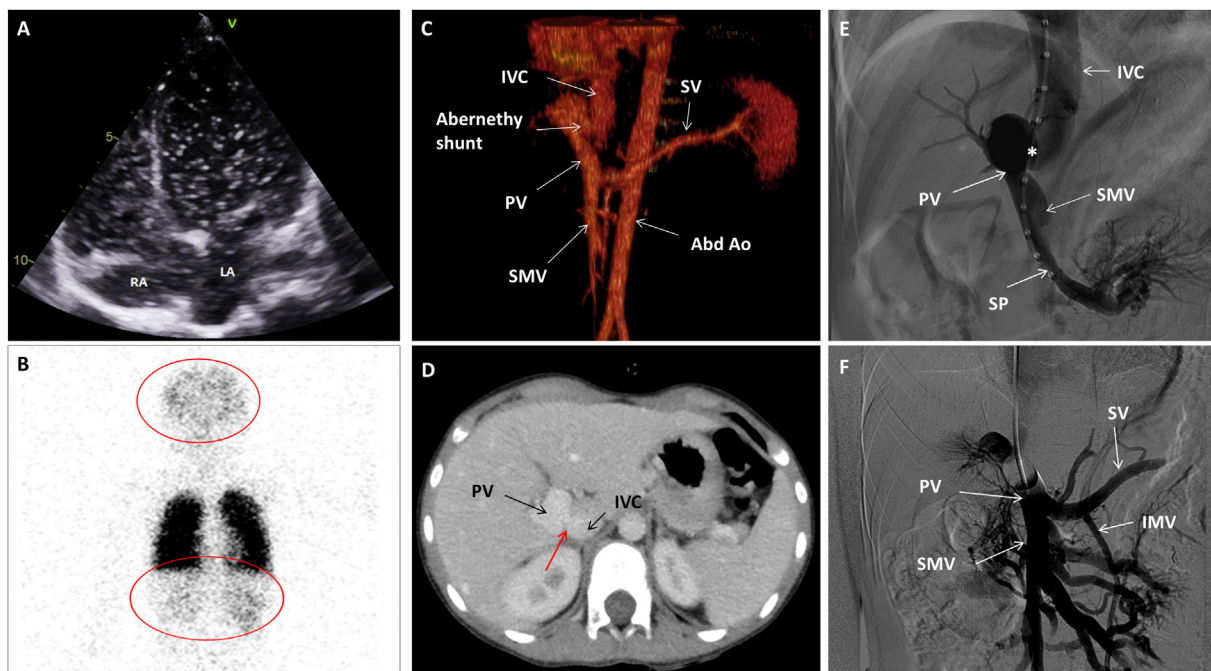 A
V
5
10
RA
LA
B
C
IVC
Abernethy
shunt
PV
SMV
SV
Abd Ao
D
PV
IVC
E
IVC
*
PV
SMV
SP
F
SV
PV
IMV
SMV